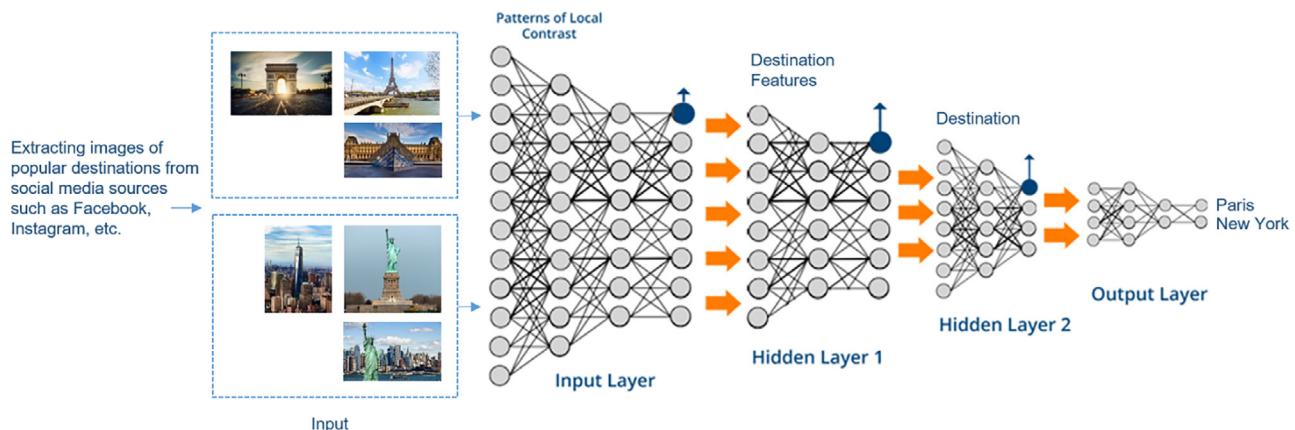 Extracting images of
popular destinations from
social media sources
such as Facebook,
Instagram, etc.
Input
Patterns of Local
Contrast
Input Layer
Destination
Features
Hidden Layer 1
Destination
Hidden Layer 2
Output Layer
Paris
New York